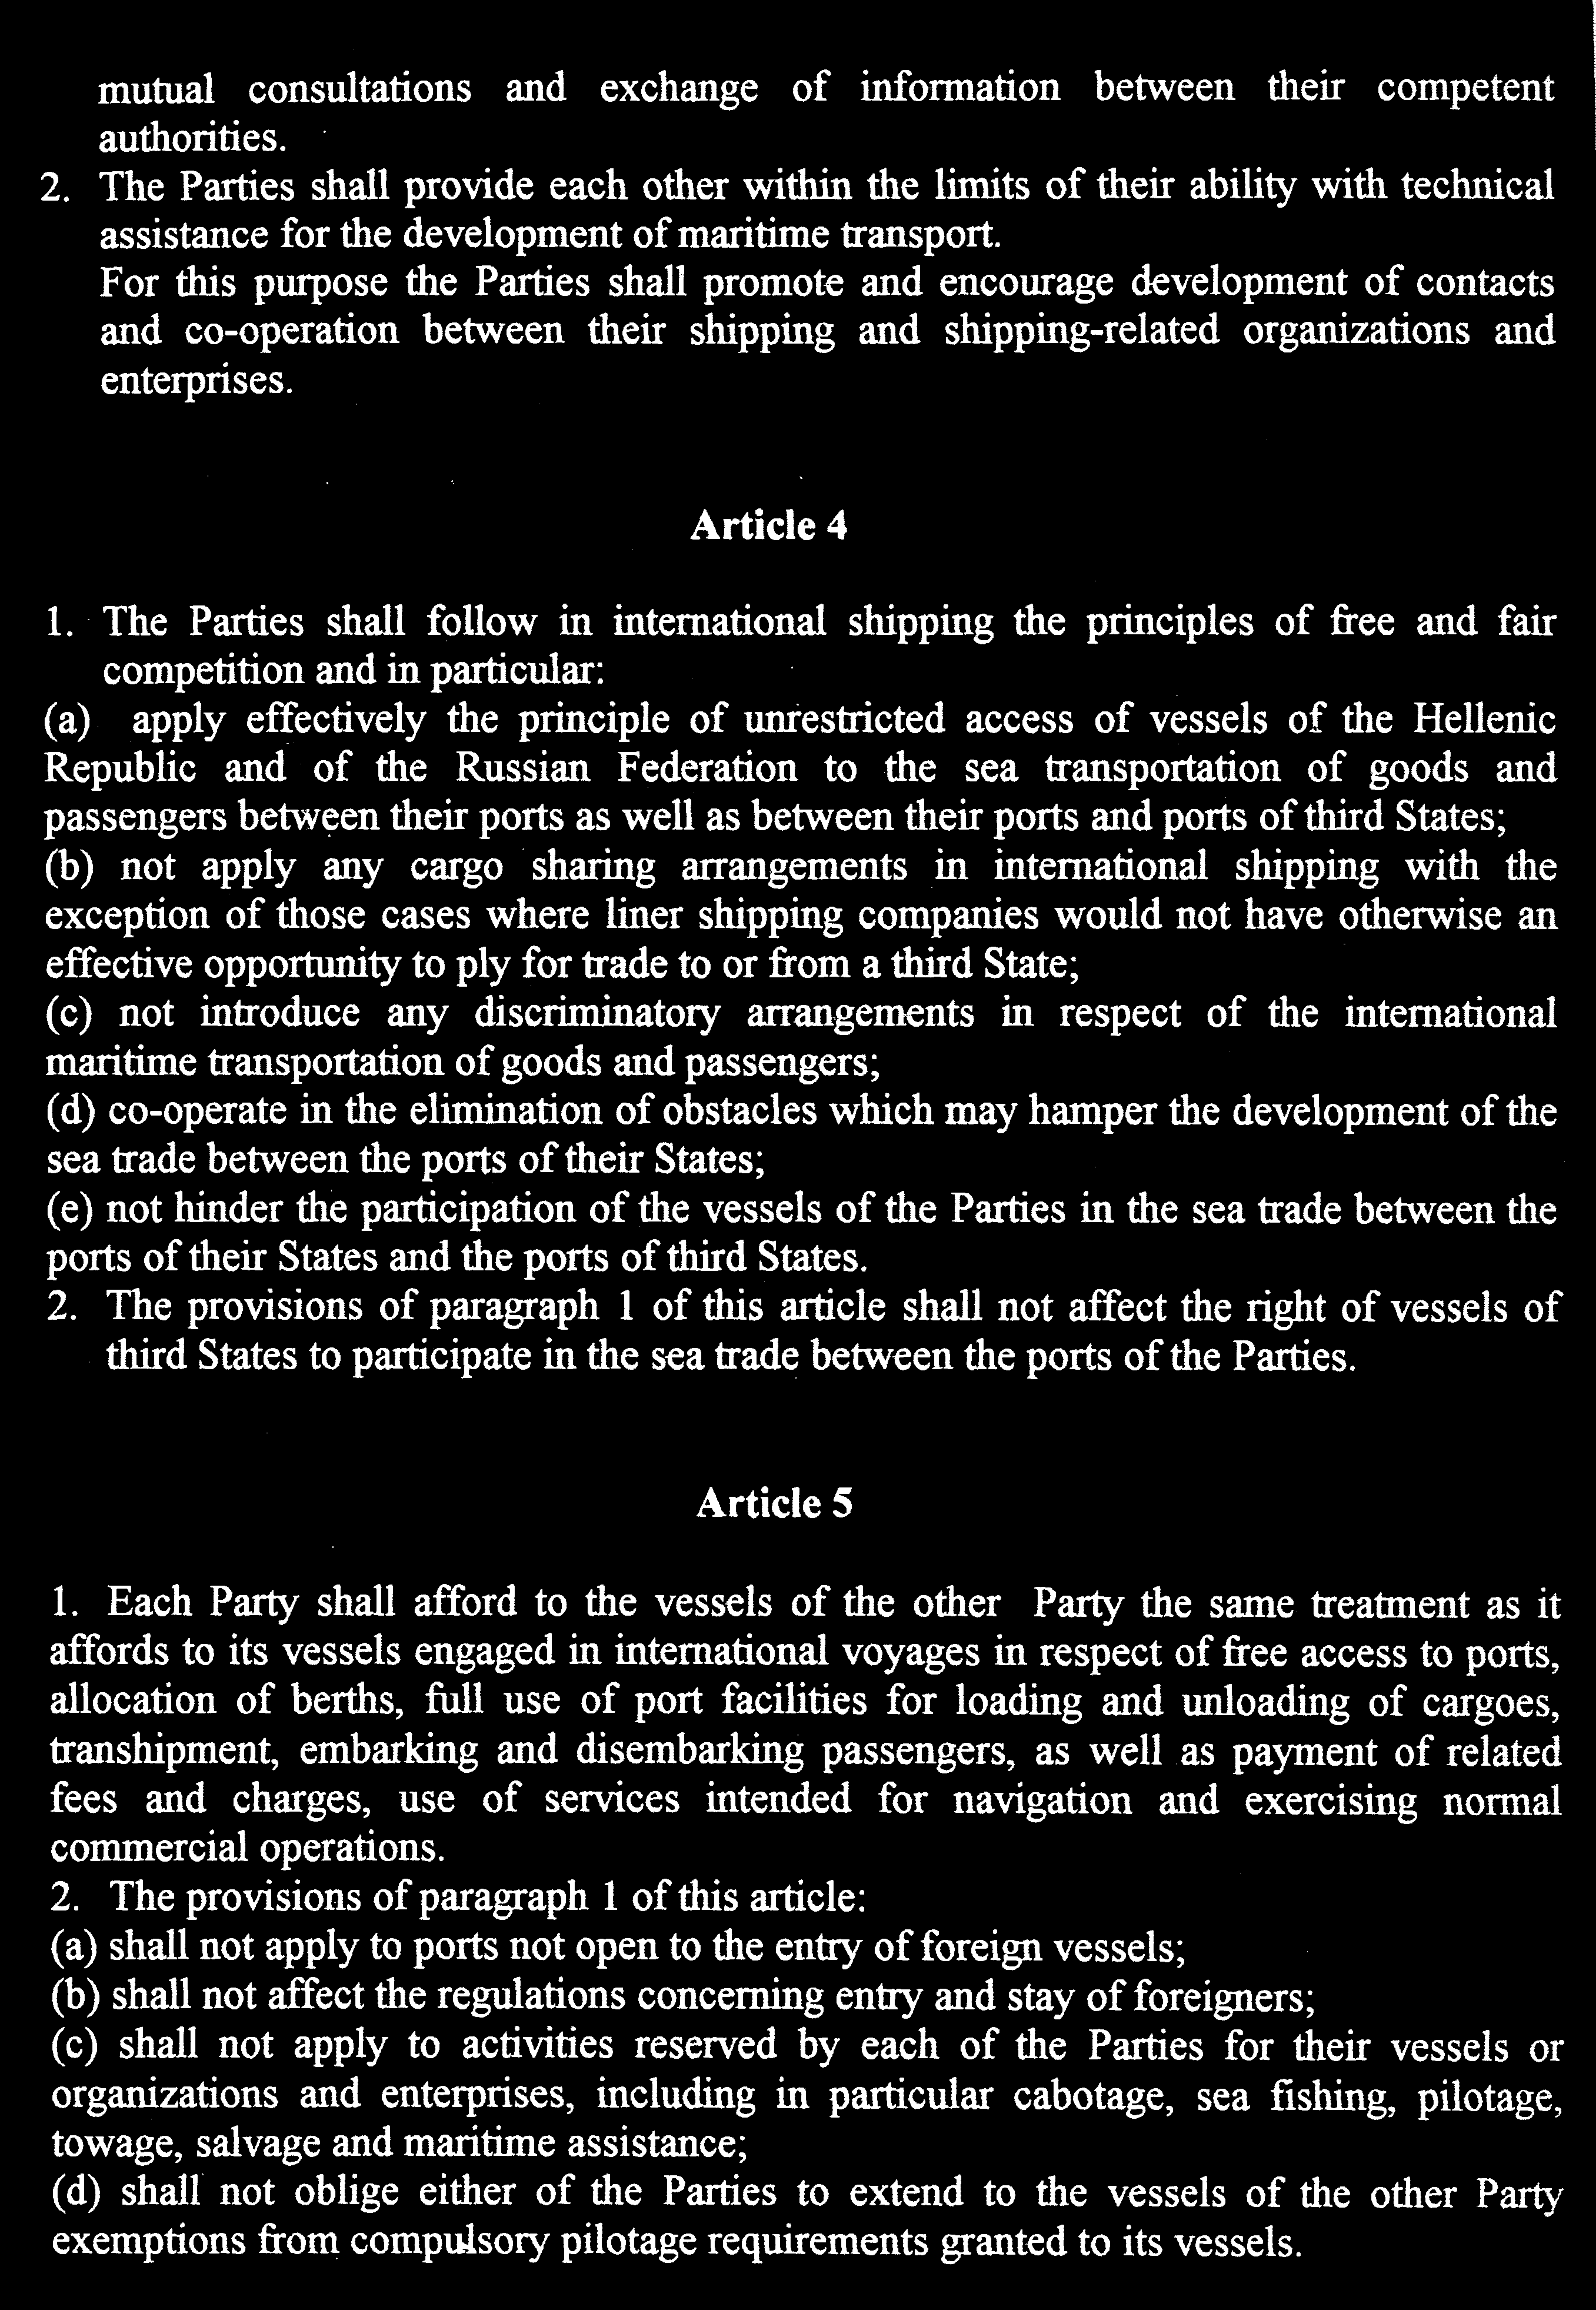 mutual consultations and exchange of information between their competent
authorities.
2. The Parties shall provide each other within the limits of their ability with technical
assistance for the development of maritime transport.
For this purpose the Parties shall promote and encourage development of contacts
and co-operation between their shipping and shipping-related organizations and
enterprises.
Article 4
1. The Parties shall follow in international shipping the principles of free and fair
competition and in particular:
(a) apply effectively the principle of unrestricted access of vessels of the Hellenic
Republic and of the Russian Federation to the sea transportation of goods and
passengers between their ports as well as between their ports and ports of third States;
(b) not apply any cargo sharing arrangements in international shipping with the
exception of those cases where liner shipping companies would not have otherwise an
effective opportunity to ply for trade to or from a third State;
(c) not introduce any discriminatory arrangements in respect of the international
maritime transportation of goods and passengers;
(d) co-operate in the elimination of obstacles which may hamper the development of the
sea trade between the ports of their States;
(e) not hinder the participation of the vessels of the Parties in the sea trade between the
ports of their States and the ports of third States.
2. The provisions of paragraph 1 of this article shall not affect the right of vessels of
third States to participate in the sea trade between the ports of the Parties.
Article 5
1. Each Party shall afford to the vessels of the other Party the same treatment as it
affords to its vessels engaged in international voyages in respect of free access to ports,
allocation of berths, full use of port facilities for loading and unloading of cargoes,
transhipment, embarking and disembarking passengers, as well as payment of related
fees and charges, use of services intended for navigation and exercising normal
commercial operations.
2. The provisions of paragraph 1 of this article:
(a) shall not apply to ports not open to the entry of foreign vessels;
(b) shall not affect the regulations concerning entry and stay of foreigners;
(c) shall not apply to activities reserved by each of the Parties for their vessels or
organizations and enterprises, including in particular cabotage, sea fishing, pilotage,
towage, salvage and maritime assistance;
(d) shall not oblige either of the Parties to extend to the vessels of the other Party
exemptions from compulsory pilotage requirements granted to its vessels.